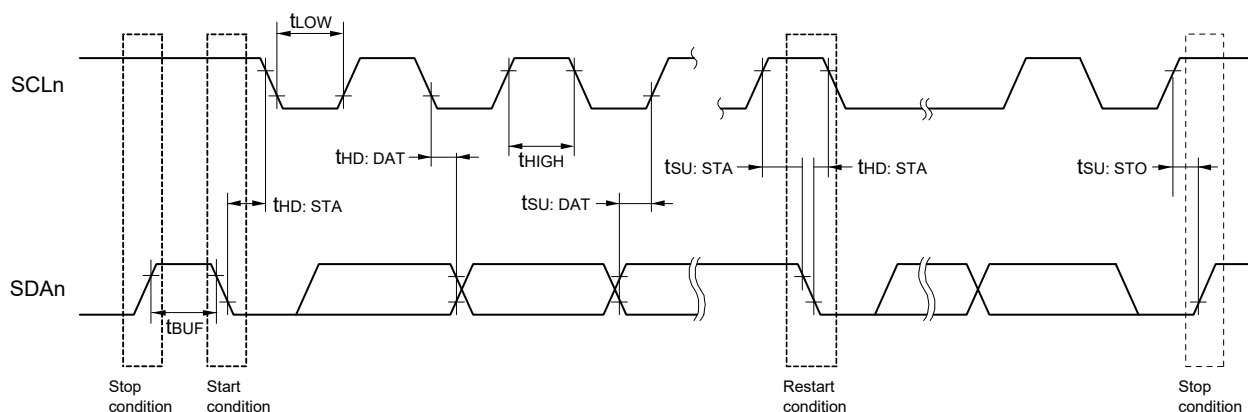 tLOW
SCLn
tHD: DAT
tHIGH
tSU: STA
tHD: STA
tSU: STO
tHD: STA
tSU: DAT
SDAn
tBUF
Stop
condition
Start
condition
Restart
condition
Stop
condition